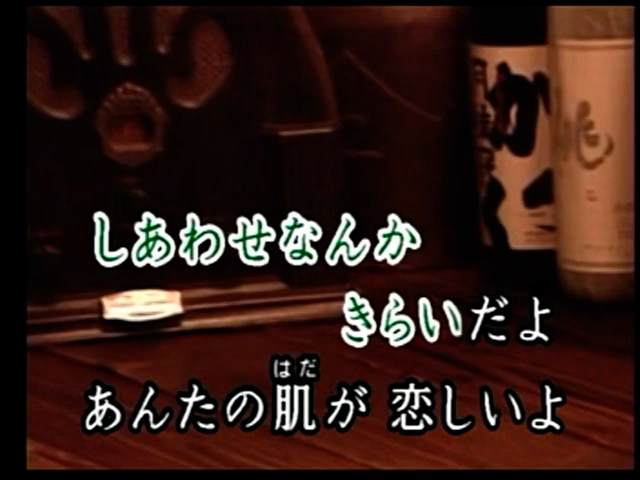 しあわせなんか
きらいだよ
はだ
あんたの肌が 恋しいよ